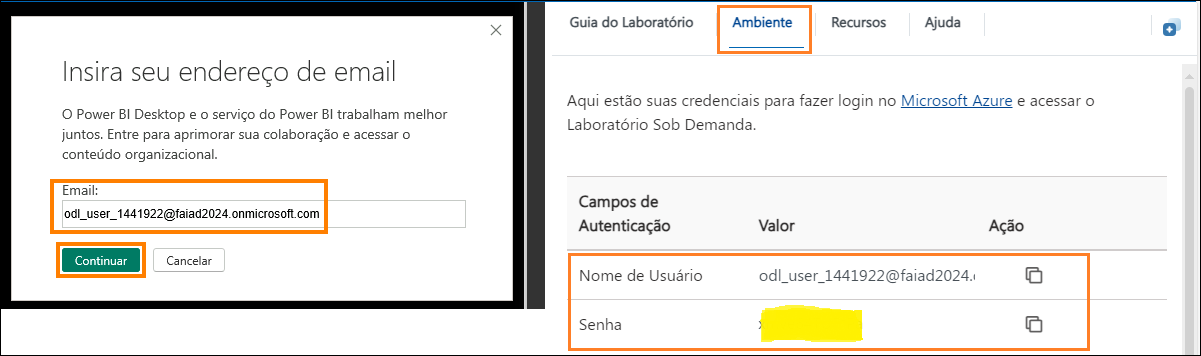 Insira seu endereço de email
O Power BI Desktop e o serviço do Power BI trabalham melhor
juntos. Entre para aprimorar sua colaboração e acessar o
conteúdo organizacional.
Email:
odl_user_1441922@faiad2024.onmicrosoft.com
Continuar
Cancelar
Guia do Laboratório
Ambiente
Recursos
Ajuda
Aqui estão suas credenciais para fazer login no Microsoft Azure e acessar o
Laboratório Sob Demanda.
Campos de
Autenticação
Valor
Ação
Nome de Usuário
odl_user_1441922@faiad2024.
Senha